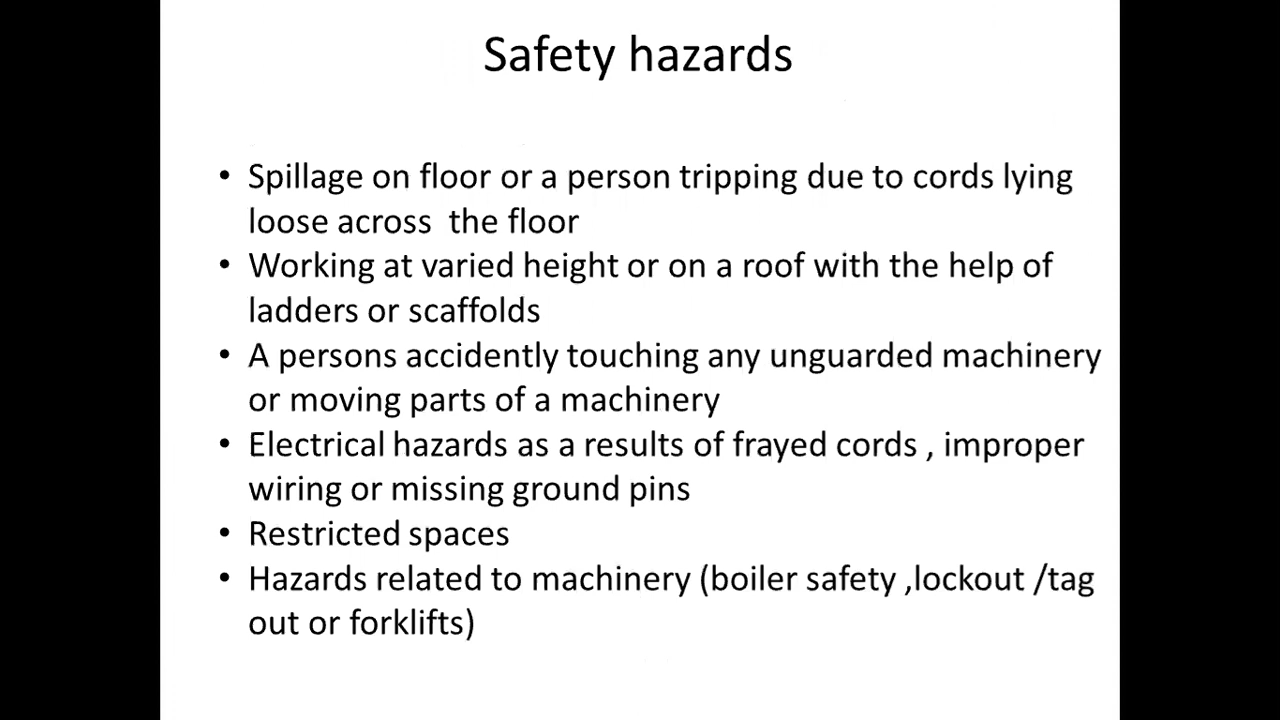 Safety hazards
• Spillage on floor or a person tripping due to cords lying
loose across  the floor
• Working at varied height or on a roof with the help of
ladders or scaffolds
• A persons accidently touching any unguarded machinery
or moving parts of a machinery
• Electrical hazards as a results of frayed cords , improper
wiring or missing ground pins
• Restricted spaces
• Hazards related to machinery (boiler safety ,lockout /tag
out or forklifts)